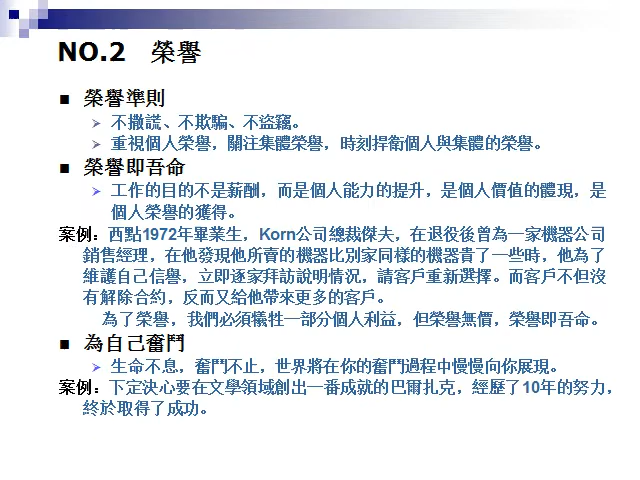 NO.2 榮譽
■ 榮譽準則
➢ 不撒謊、不欺騙、不盜竊。
➢ 重視個人榮譽，關注集體榮譽，時刻捍衛個人與集體的榮譽。
■ 榮譽即吾命
➢ 工作的目的不是薪酬，而是個人能力的提升，是個人價值的體現，是
個人榮譽的獲得。
案例：西點1972年畢業生，Korn公司總裁傑夫，在退役後曾為一家機器公司
銷售經理，在他發現他所賣的機器比別家同樣的機器貴了一些時，他為了
維護自己信譽，立即逐家拜訪說明情況，請客戶重新選擇。而客戶不但沒
有解除合約，反而又給他帶來更多的客戶。
為了榮譽，我們必須犧牲一部分個人利益，但榮譽無價，榮譽即吾命。
■ 為自己奮鬥
➢ 生命不息，奮鬥不止，世界將在你的奮鬥過程中慢慢向你展現。
案例：下定決心要在文學領域創出一番成就的巴爾扎克，經歷了10年的努力，
終於取得了成功。